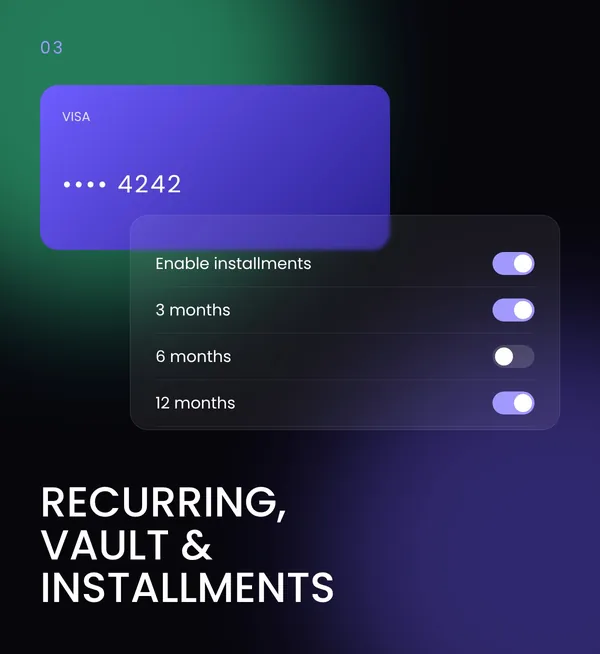 03
VISA
•••• 4242
Enable installments
3 months
6 months
12 months
RECURRING,
VAULT &
INSTALLMENTS